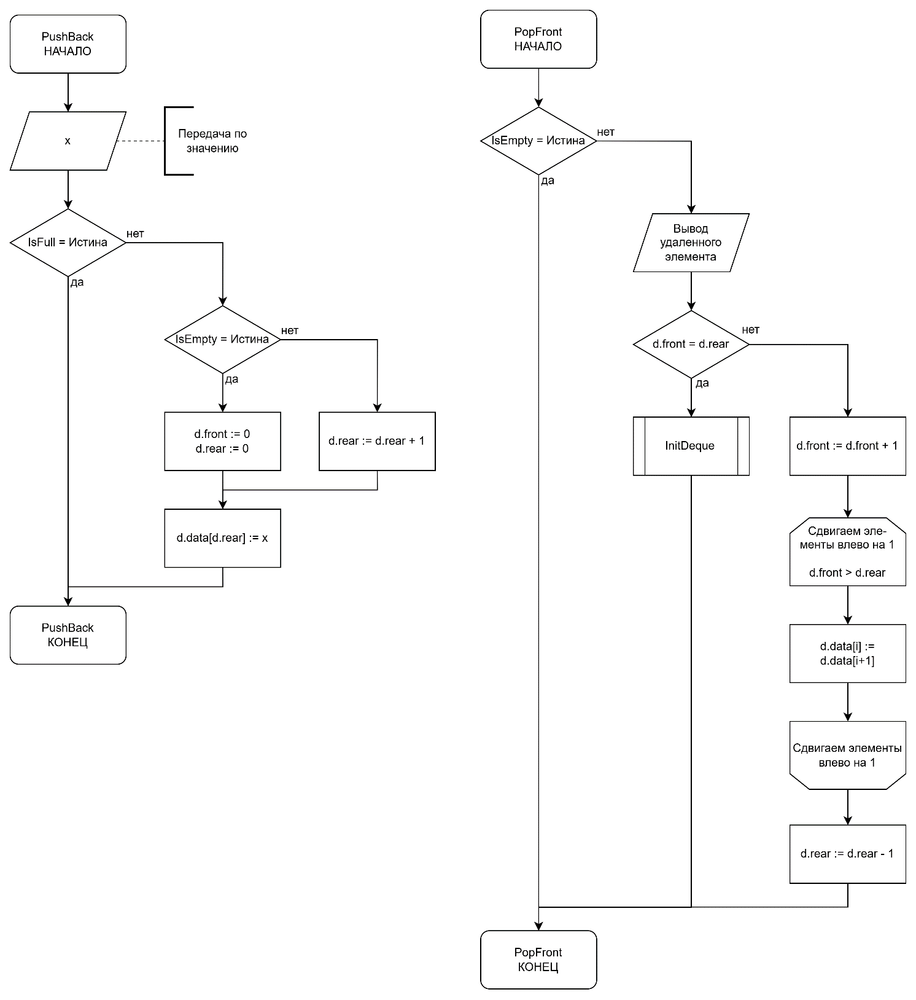 PushBack
НАЧАЛО
x
Передача по
значению
IsFull = Истина
нет
да
IsEmpty = Истина
нет
да
d.front := 0
d.rear := 0
d.rear := d.rear + 1
d.data[d.rear] := x
PushBack
КОНЕЦ
PopFront
НАЧАЛО
IsEmpty = Истина
нет
да
Вывод
удаленного
элемента
d.front = d.rear
нет
да
InitDeque
d.front := d.front + 1
Сдвигаем эле-
менты влево на 1
d.front > d.rear
d.data[i] :=
d.data[i+1]
Сдвигаем элементы
влево на 1
d.rear := d.rear - 1
PopFront
КОНЕЦ